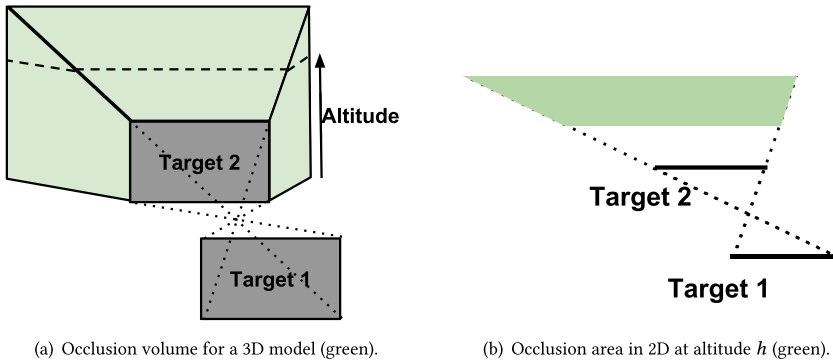 Altitude
Target 2
Target 1
(a) Occlusion volume for a 3D model (green).
Target 2
Target 1
(b) Occlusion area in 2D at altitude h (green).